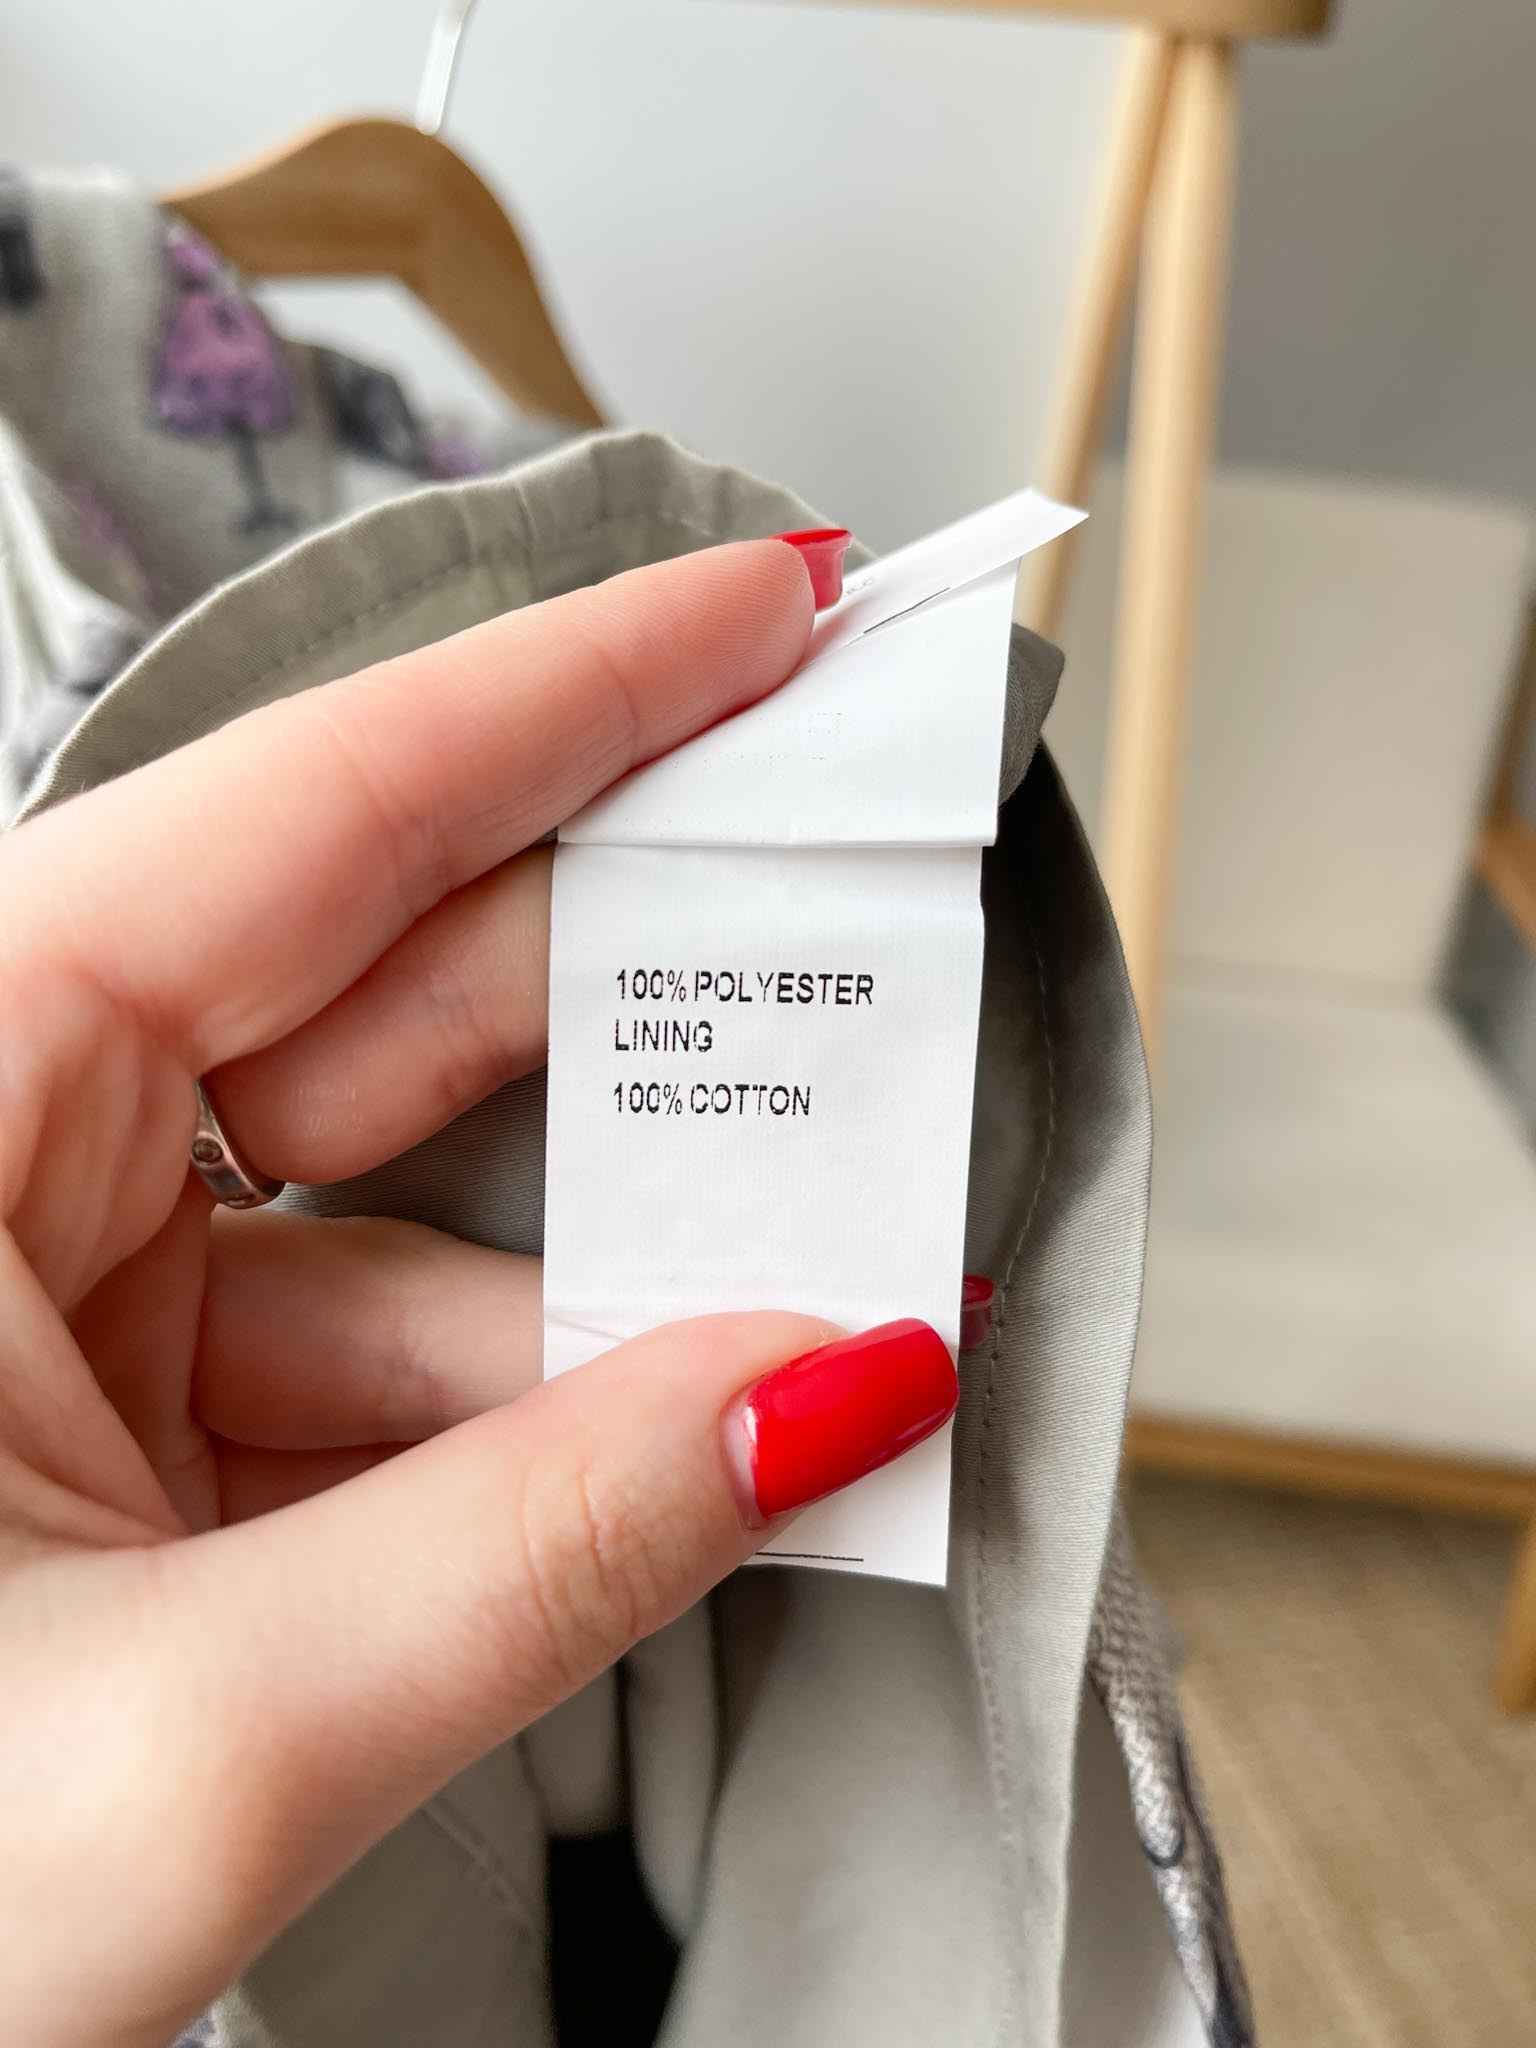 100% POLYESTER
LINING
100% COTTON